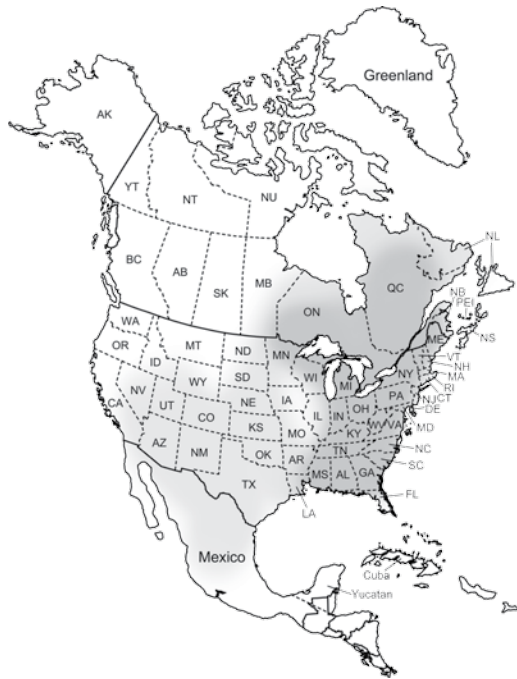 Greenland
AK
YT
NT
NU
NL
BC
AB
SK
MB
ON
QC
NB
PEI
NS
WA
OR
ID
MT
ND
MN
WI
MI
ME
VT
NH
MA
RI
CT
NJ
DE
MD
NY
PA
NV
CA
UT
WY
SD
NE
IA
IL
IN
OH
WV
VA
KY
CO
KS
MO
AZ
NM
OK
AR
TN
NC
SC
TX
MS
AL
GA
FL
LA
Mexico
Cuba
Yucatan